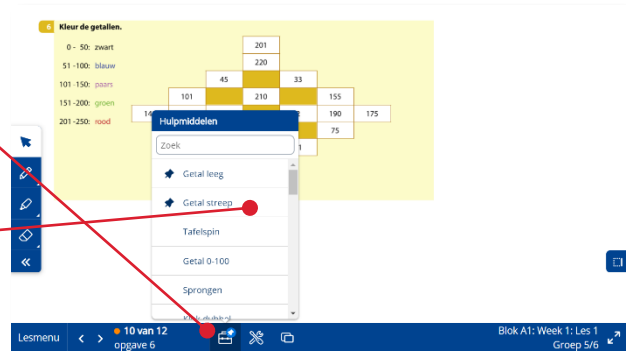 6 Kleur de getallen.
0 - 50: zwart
51 -100: blauw
101 -150: paars
151 -200: groen
201 -250: rood
201
220
45 33
101 210 155
190 175
75
Hulpmiddelen
Zoek
Getal leeg
Getal streep
Tafelspin
Getal 0-100
Sprongen
Lesmenu
10 van 12
opgave 6
Blok A1: Week 1: Les 1
Groep 5/6